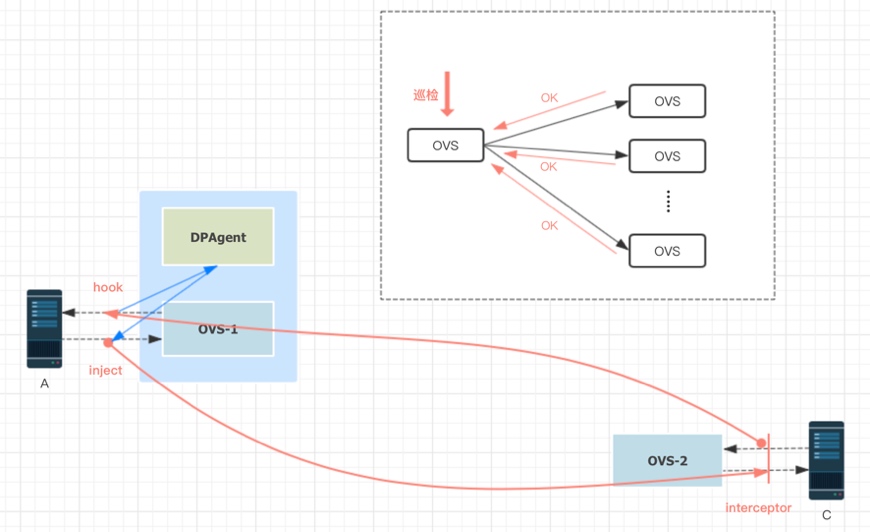 巡检
OK
OVS
OVS
OK
OVS
OK
OVS
DPAgent
hook
OVS-1
A
inject
OVS-2
interceptor
C